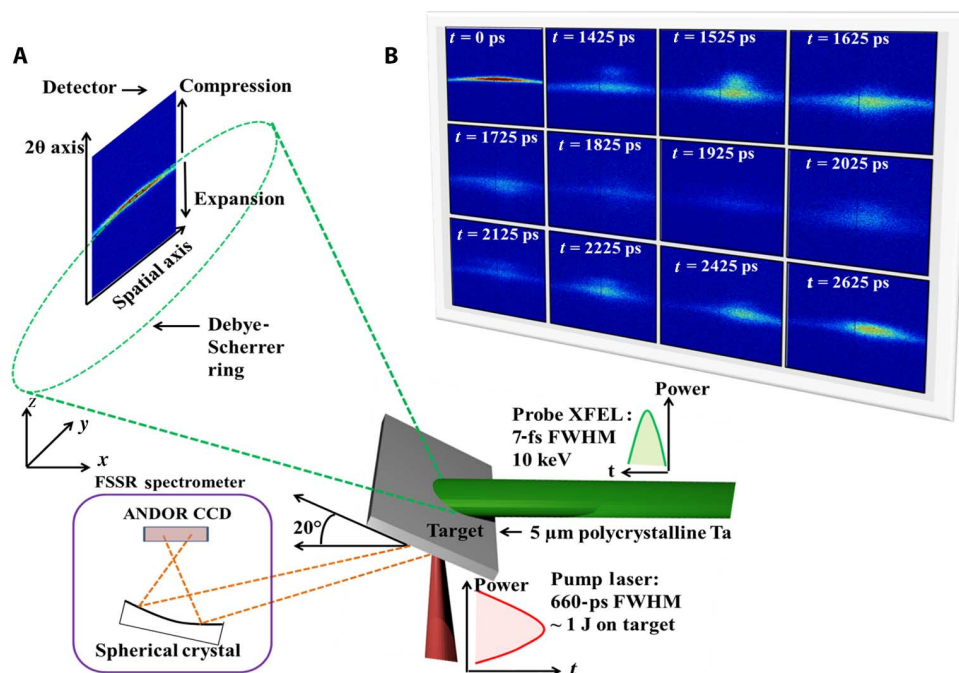 A
Detector
Compression
2θ axis
Expansion
Spatial axis
Debye-
Scherrer
ring
z
y
x
FSSR spectrometer
ANDOR CCD
Spherical crystal
20°
Target
5 µm polycrystalline Ta
Probe XFEL :
7-fs FWHM
10 keV
Power
t
Power
Pump laser:
660-ps FWHM
~ 1 J on target
t
B
t = 0 ps
t = 1425 ps
t = 1525 ps
t = 1625 ps
t = 1725 ps
t = 1825 ps
t = 1925 ps
t = 2025 ps
t = 2125 ps
t = 2225 ps
t = 2425 ps
t = 2625 ps